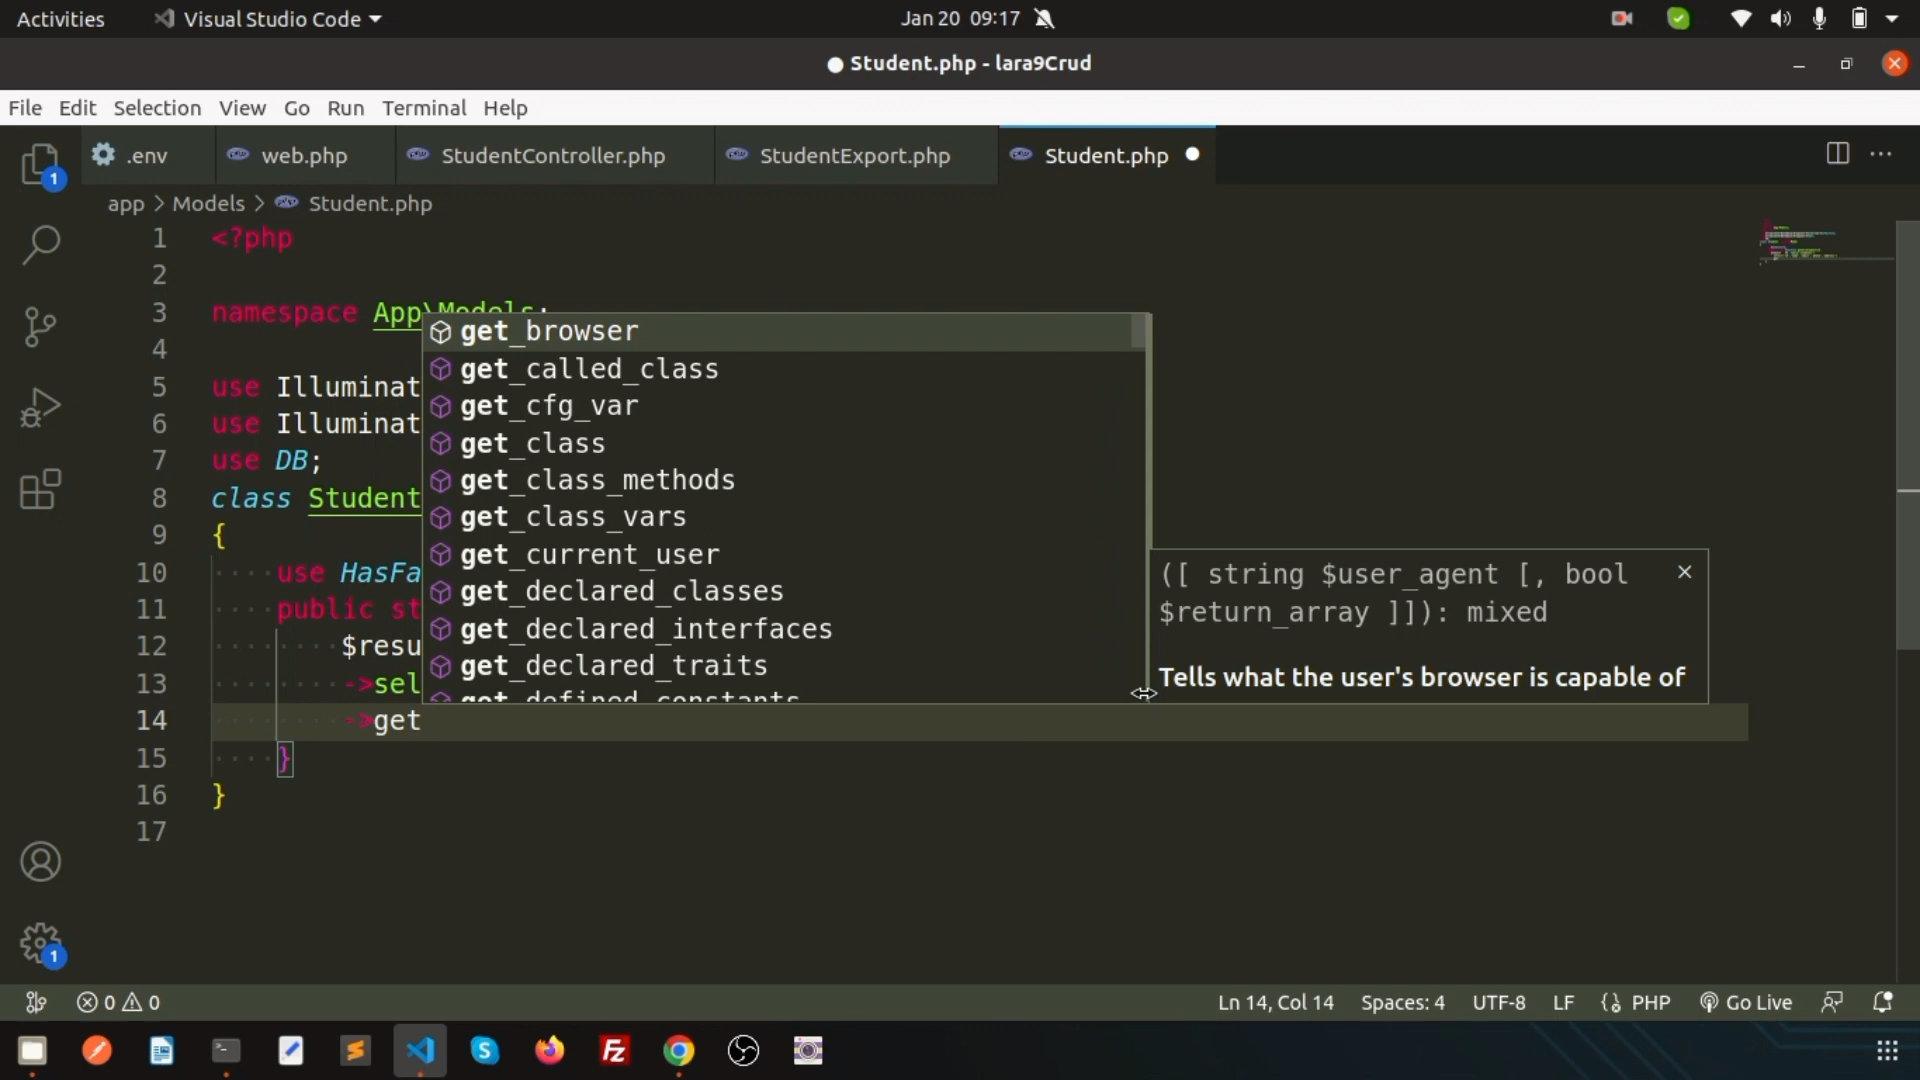 Activities Visual Studio Code Jan 20 09:17
Student.php - lara9Crud
File Edit Selection View Go Run Terminal Help
1 .env web.php StudentController.php StudentExport.php Student.php
app > Models > Student.php
1 <?php
2
3 namespace App\Models;
4
5 use Illuminat
6 use Illuminat
7 use DB;
8 class Student
9 {
10 use HasFa
11 public st
12 $resu
13 ->sel
14 ->get
15 }
16 }
17
get_browser
get_called_class
get_cfg_var
get_class
get_class_methods
get_class_vars
get_current_user
get_declared_classes
get_declared_interfaces
get_declared_traits
get_defined_constants
([ string $user_agent [, bool
$return_array ]]): mixed
Tells what the user's browser is capable of
1
0 0 Ln 14, Col 14 Spaces: 4 UTF-8 LF PHP Go Live